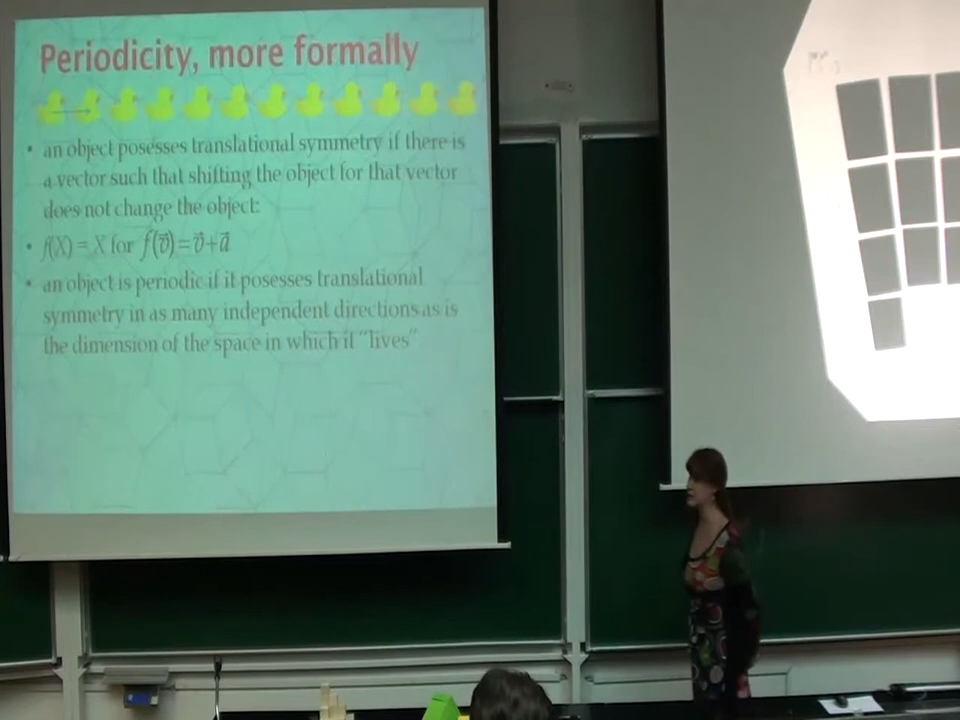 Periodicity, more formally
• an object posesses translational symmetry if there is
a vector such that shifting the object for that vector
does not change the object:
• f(X) = X for f(v⃗)=v⃗+a⃗
• an object is periodic if it posesses translational
symmetry in as many independent directions as is
the dimension of the space in which it "lives"